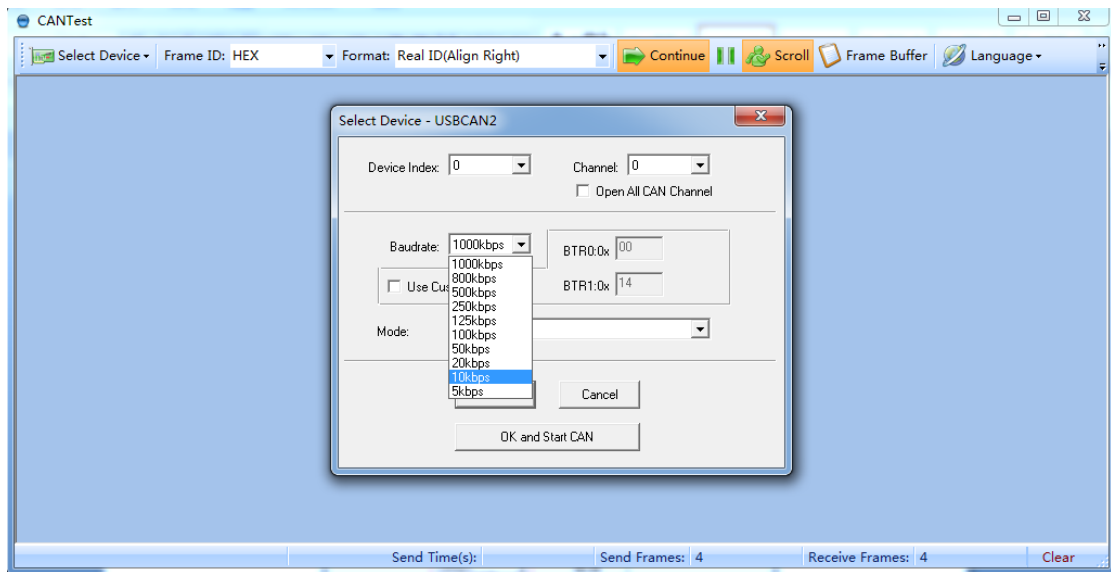 CANTest
Select Device Frame ID: HEX Format: Real ID(Align Right) Continue Scroll Frame Buffer Language
Select Device - USBCAN2
Device Index: 0 Channel: 0
Open All CAN Channel
Baudrate: 1000kbps BTR0:0x 00
1000kbps
800kbps
Use Cus BTR1:0x 14
500kbps
250kbps
125kbps
Mode:
100kbps
50kbps
20kbps
10kbps
5kbps
Cancel
OK and Start CAN
Send Time(s): Send Frames: 4 Receive Frames: 4 Clear